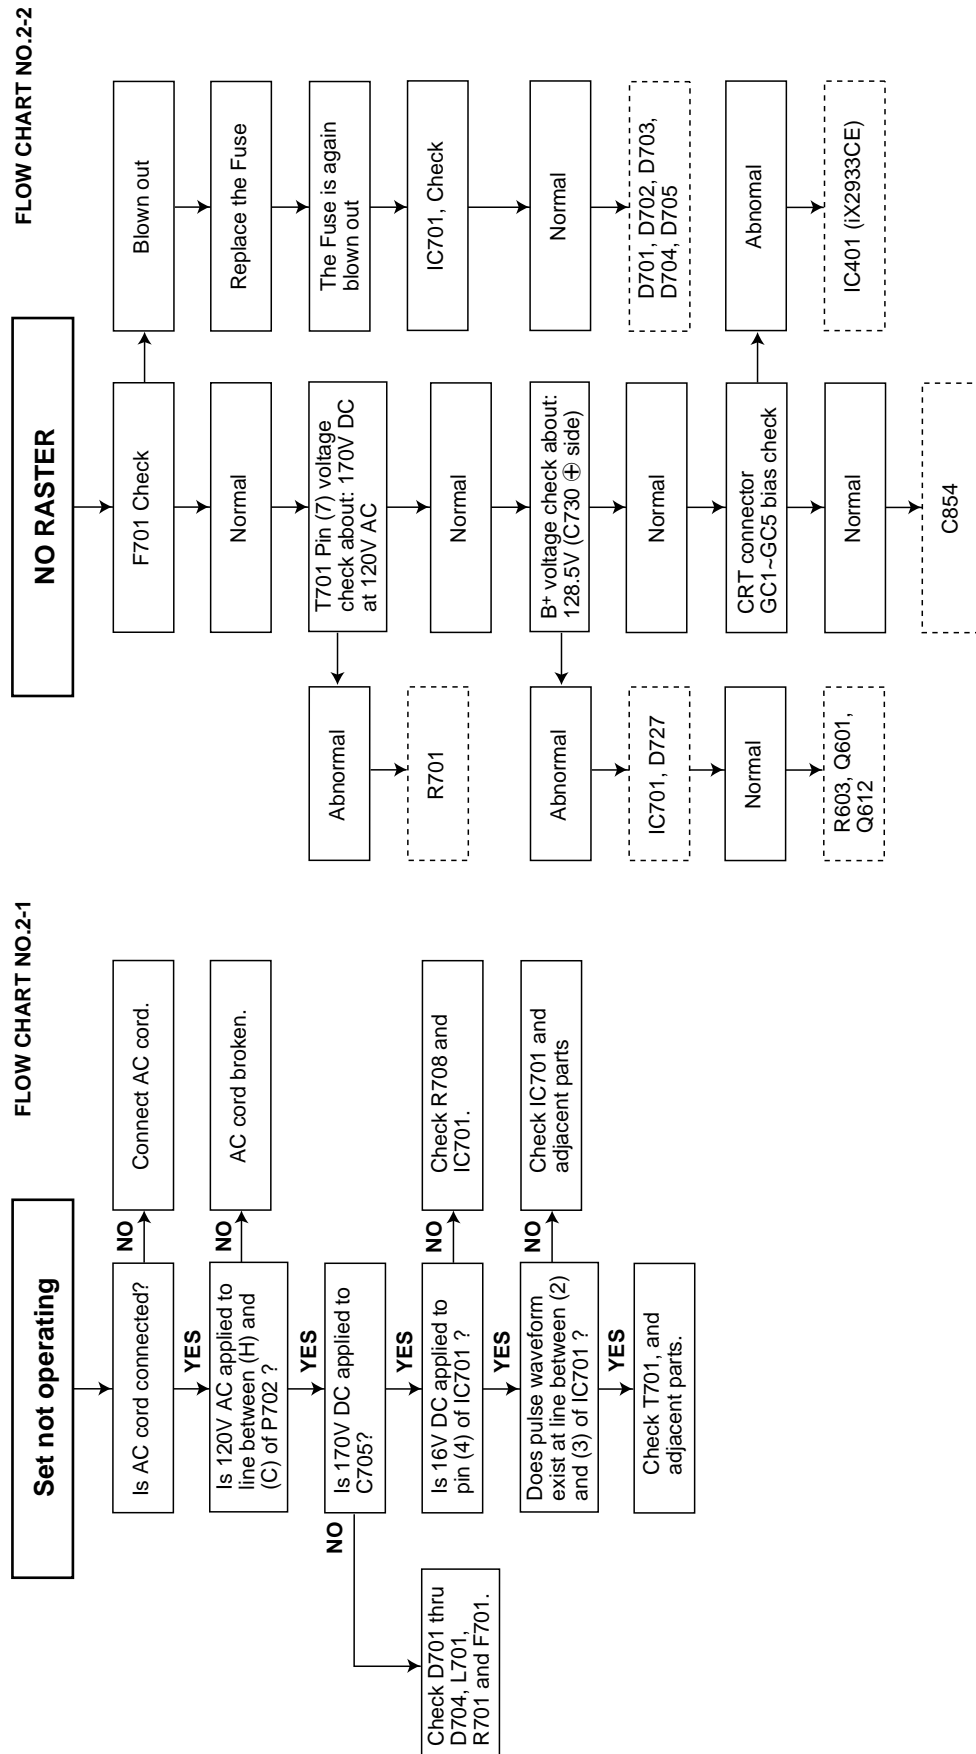 FLOW CHART NO.2-1
Set not operating
Is AC cord connected?
NO
Connect AC cord.
YES
Is 120V AC applied to
line between (H) and
(C) of P702 ?
NO
AC cord broken.
YES
Is 170V DC applied to
C705?
NO
Check D701 thru
D704, L701,
R701 and F701.
YES
Is 16V DC applied to
pin (4) of IC701 ?
NO
Check R708 and
IC701.
YES
Does pulse waveform
exist at line between (2)
and (3) of IC701 ?
NO
Check IC701 and
adjacent parts
YES
Check T701, and
adjacent parts.
FLOW CHART NO.2-2
NO RASTER
F701 Check
Blown out
Replace the Fuse
The Fuse is again
blown out
IC701, Check
Normal
D701, D702, D703,
D704, D705
Normal
T701 Pin (7) voltage
check about: 170V DC
at 120V AC
Abnormal
R701
Normal
B⁺ voltage check about:
128.5V (C730 ⊕ side)
Abnormal
IC701, D727
Normal
R603, Q601,
Q612
Normal
CRT connector
GC1~GC5 bias check
Abnomal
IC401 (iX2933CE)
Normal
C854